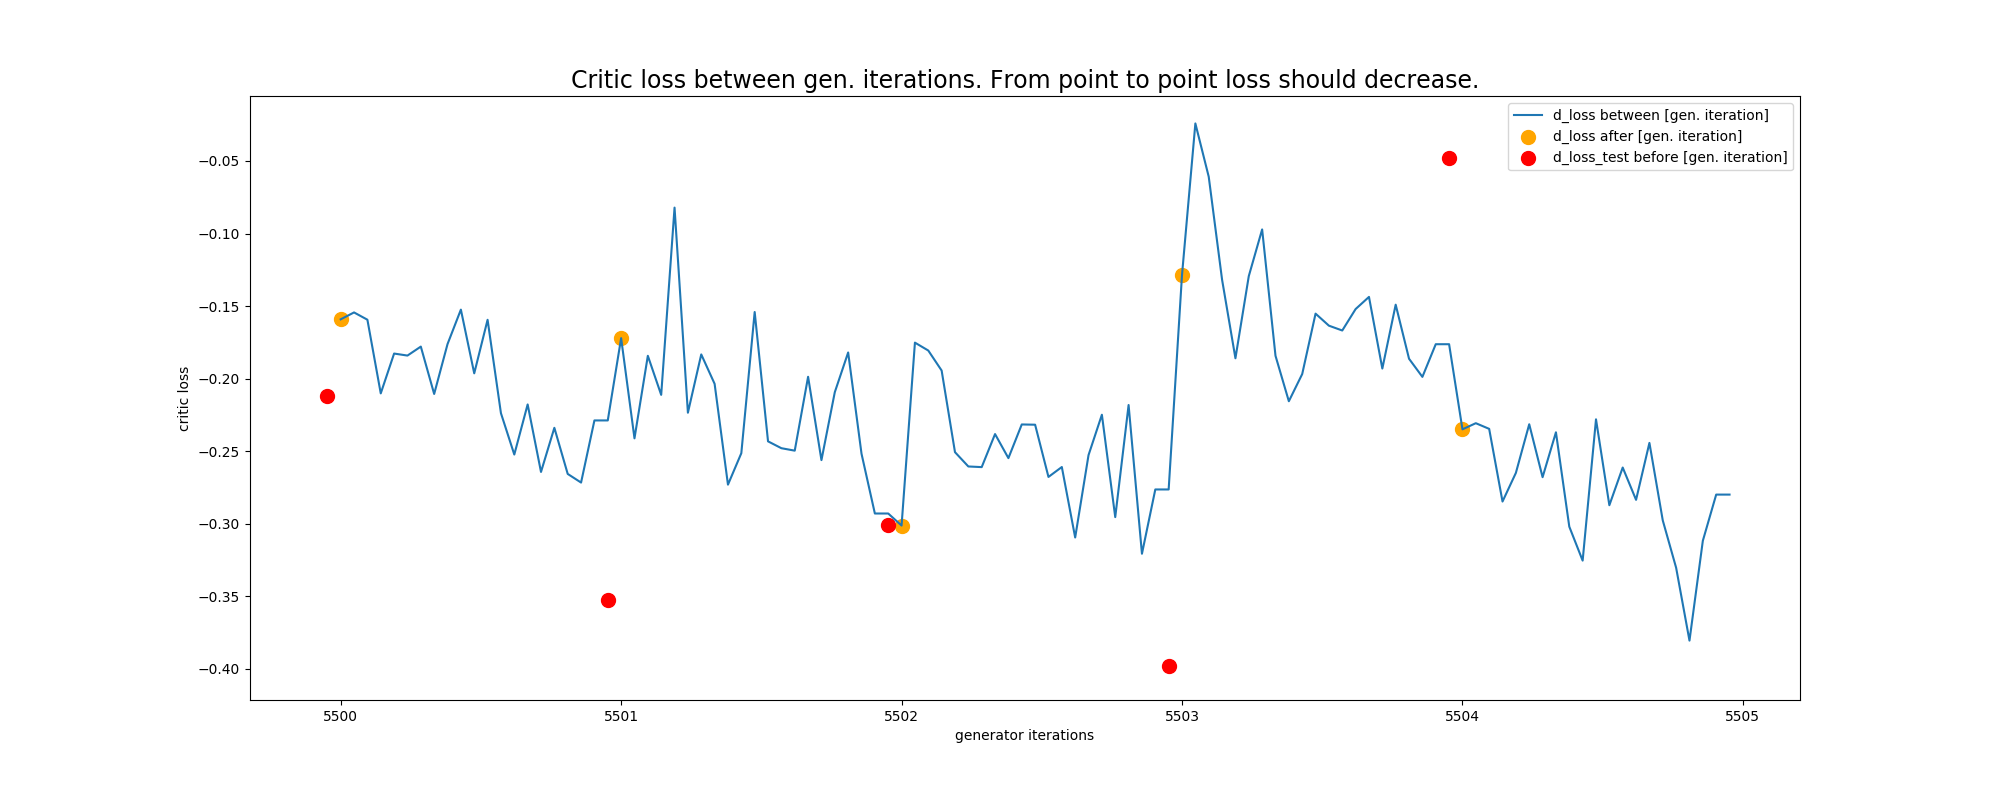 Critic loss between gen. iterations. From point to point loss should decrease.
d_loss between [gen. iteration]
d_loss after [gen. iteration]
d_loss_test before [gen. iteration]
−0.05
−0.10
−0.15
−0.20
−0.25
−0.30
−0.35
−0.40
critic loss
5500 5501 5502 5503 5504 5505
generator iterations